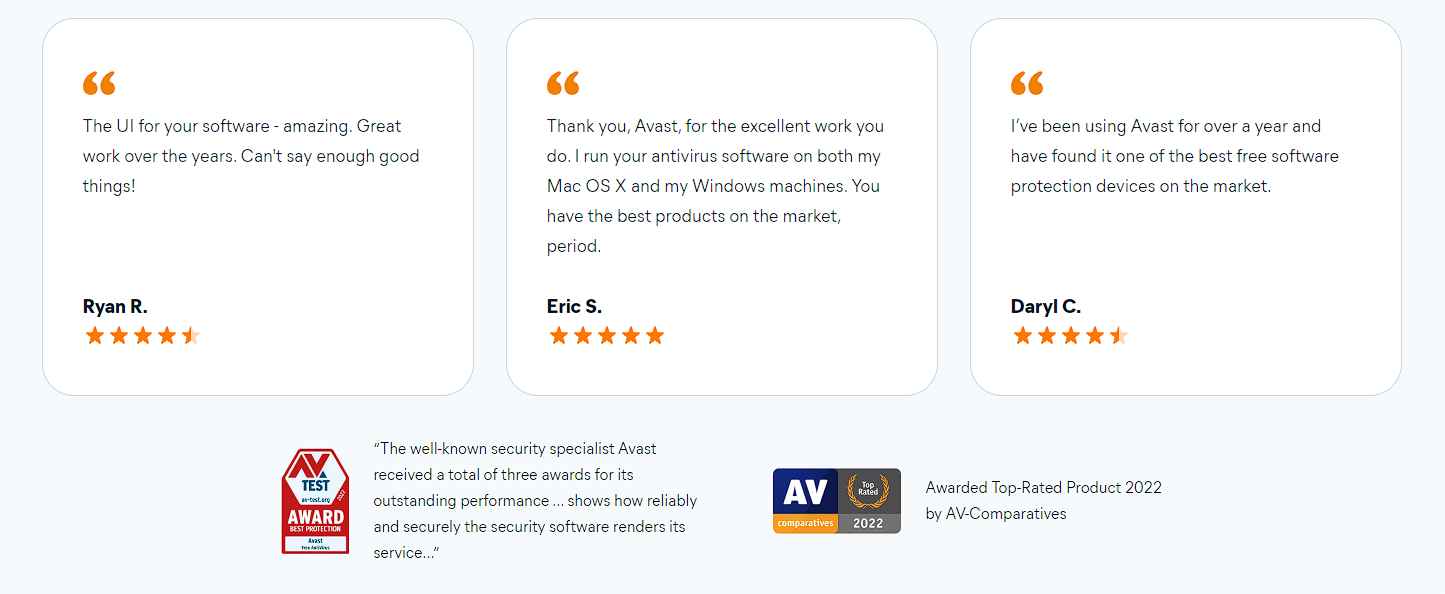 The UI for your software - amazing. Great
work over the years. Can't say enough good
things!
Ryan R.
Thank you, Avast, for the excellent work you
do. I run your antivirus software on both my
Mac OS X and my Windows machines. You
have the best products on the market,
period.
Eric S.
I’ve been using Avast for over a year and
have found it one of the best free software
protection devices on the market.
Daryl C.
AV
TEST
av-test.org
2022
AWARD
BEST PROTECTION
Avast
Free AntiVirus
“The well-known security specialist Avast
received a total of three awards for its
outstanding performance ... shows how reliably
and securely the security software renders its
service...”
AV
comparatives
Top
Rated
2022
Awarded Top-Rated Product 2022
by AV-Comparatives